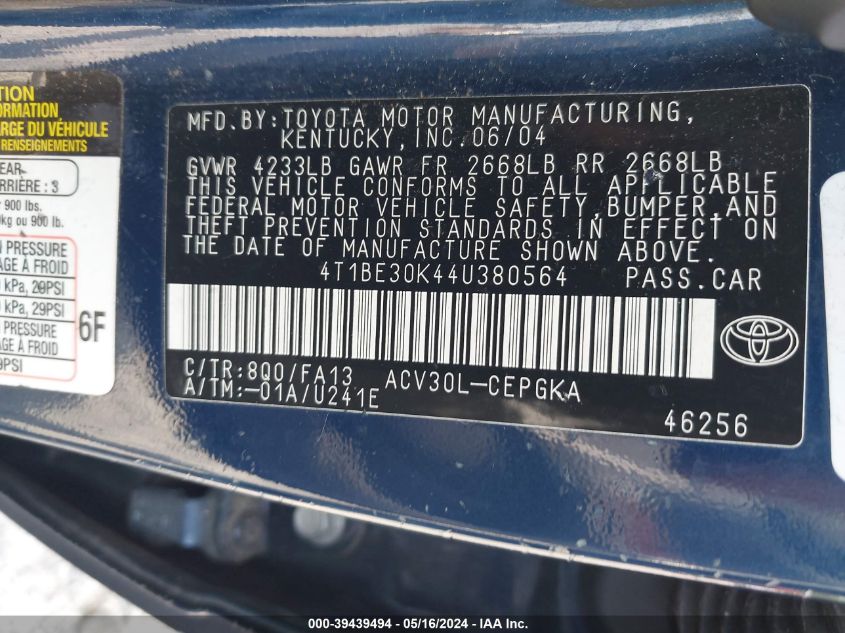 TION
FORMATION
ARGE DU VÉHICULE
RENSEIGNEMENTS
EAR
RRIÈRE : 3
900 lbs.
kg ou 900 lb.
PRESSURE
AGE À FROID
kPa, 29PSI
kPa, 29PSI
PRESSURE
AGE À FROID
9PSI
6F
MFD. BY: TOYOTA MOTOR MANUFACTURING,
KENTUCKY, INC. 06/04
GVWR 4233LB GAWR FR 2668LB RR 2668LB
THIS VEHICLE CONFORMS TO ALL APPLICABLE
FEDERAL MOTOR VEHICLE SAFETY, BUMPER, AND
THEFT PREVENTION STANDARDS IN EFFECT ON
THE DATE OF MANUFACTURE SHOWN ABOVE.
4T1BE30K44U380564 PASS. CAR
C/TR: 8Q0/FA13 ACV30L-CEPGKA
A/TM: -01A/U241E
46256
000-39439494 - 05/16/2024 - IAA Inc.